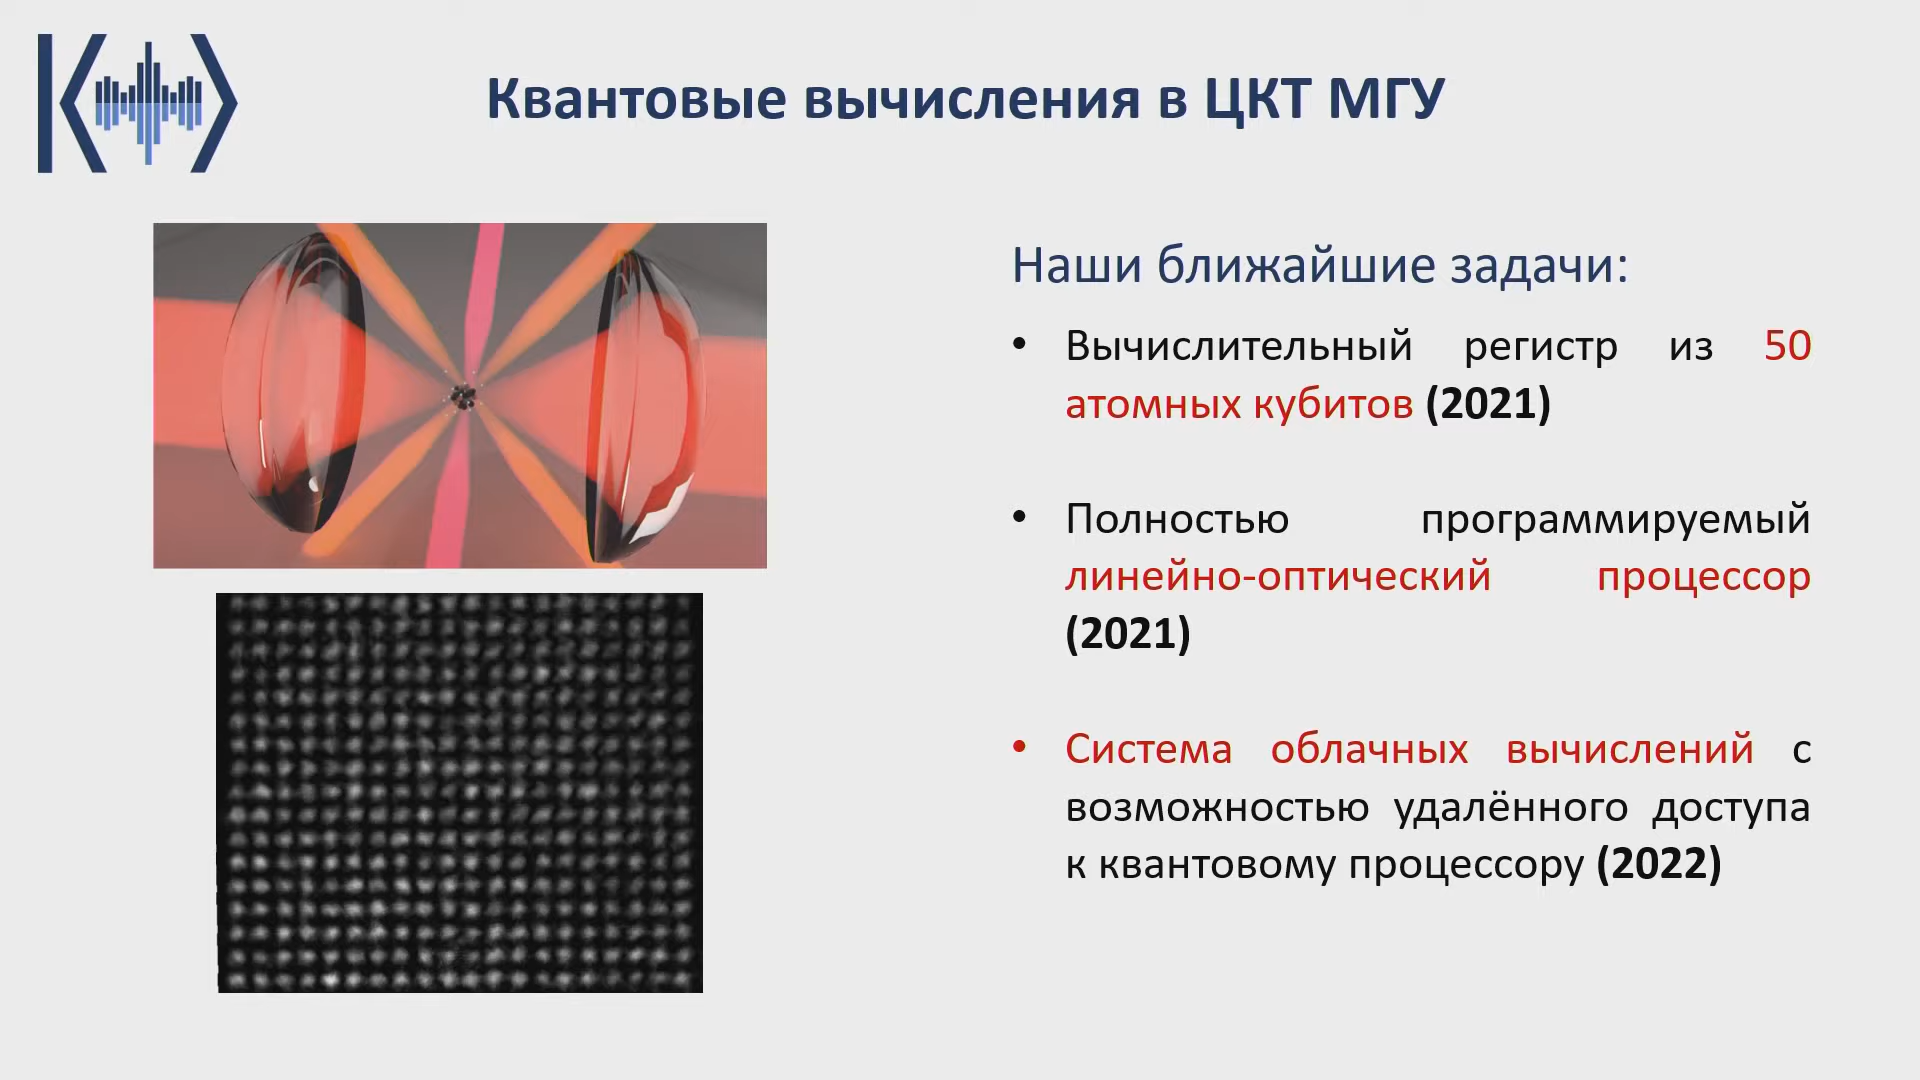 Квантовые вычисления в ЦКТ МГУ
Наши ближайшие задачи:
• Вычислительный регистр из 50
атомных кубитов (2021)
• Полностью программируемый
линейно-оптический процессор
(2021)
• Система облачных вычислений с
возможностью удалённого доступа
к квантовому процессору (2022)